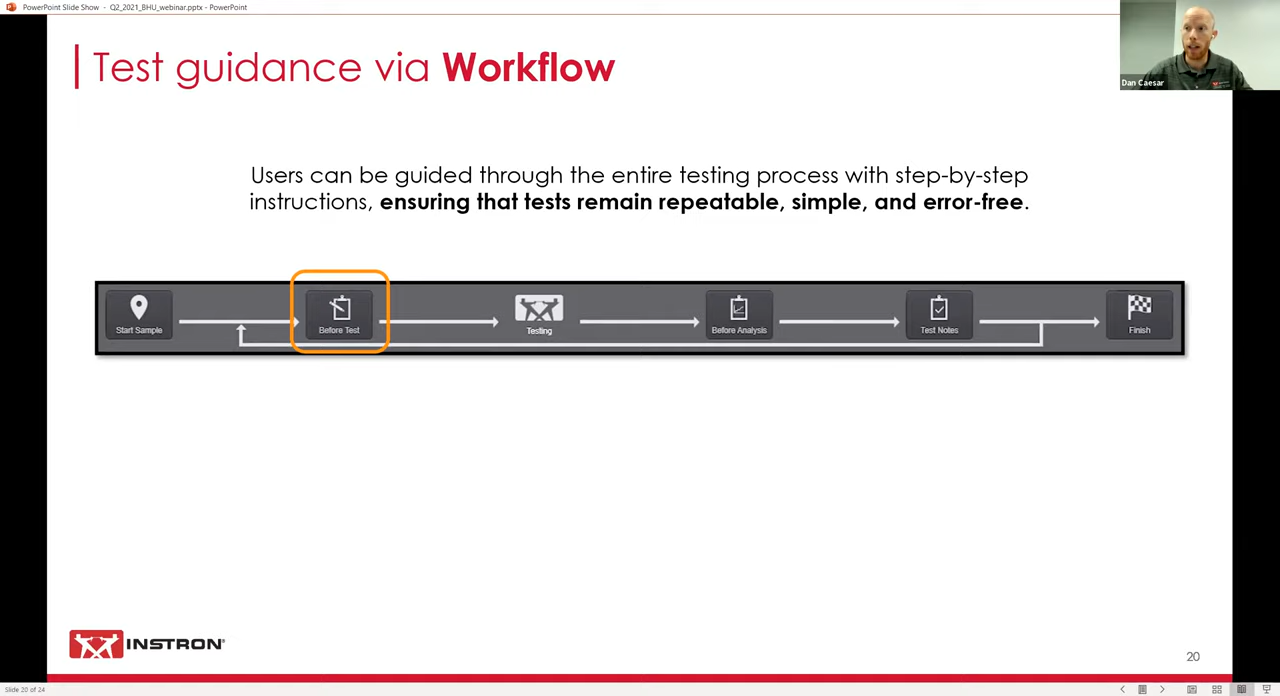 PowerPoint Slide Show - Q2_2021_BHU_webinar.pptx - PowerPoint
Dan Caesar
Test guidance via Workflow
Users can be guided through the entire testing process with step-by-step
instructions, ensuring that tests remain repeatable, simple, and error-free.
Start Sample
Before Test
Testing
Before Analysis
Test Notes
Finish
INSTRON®
20
Slide 20 of 24